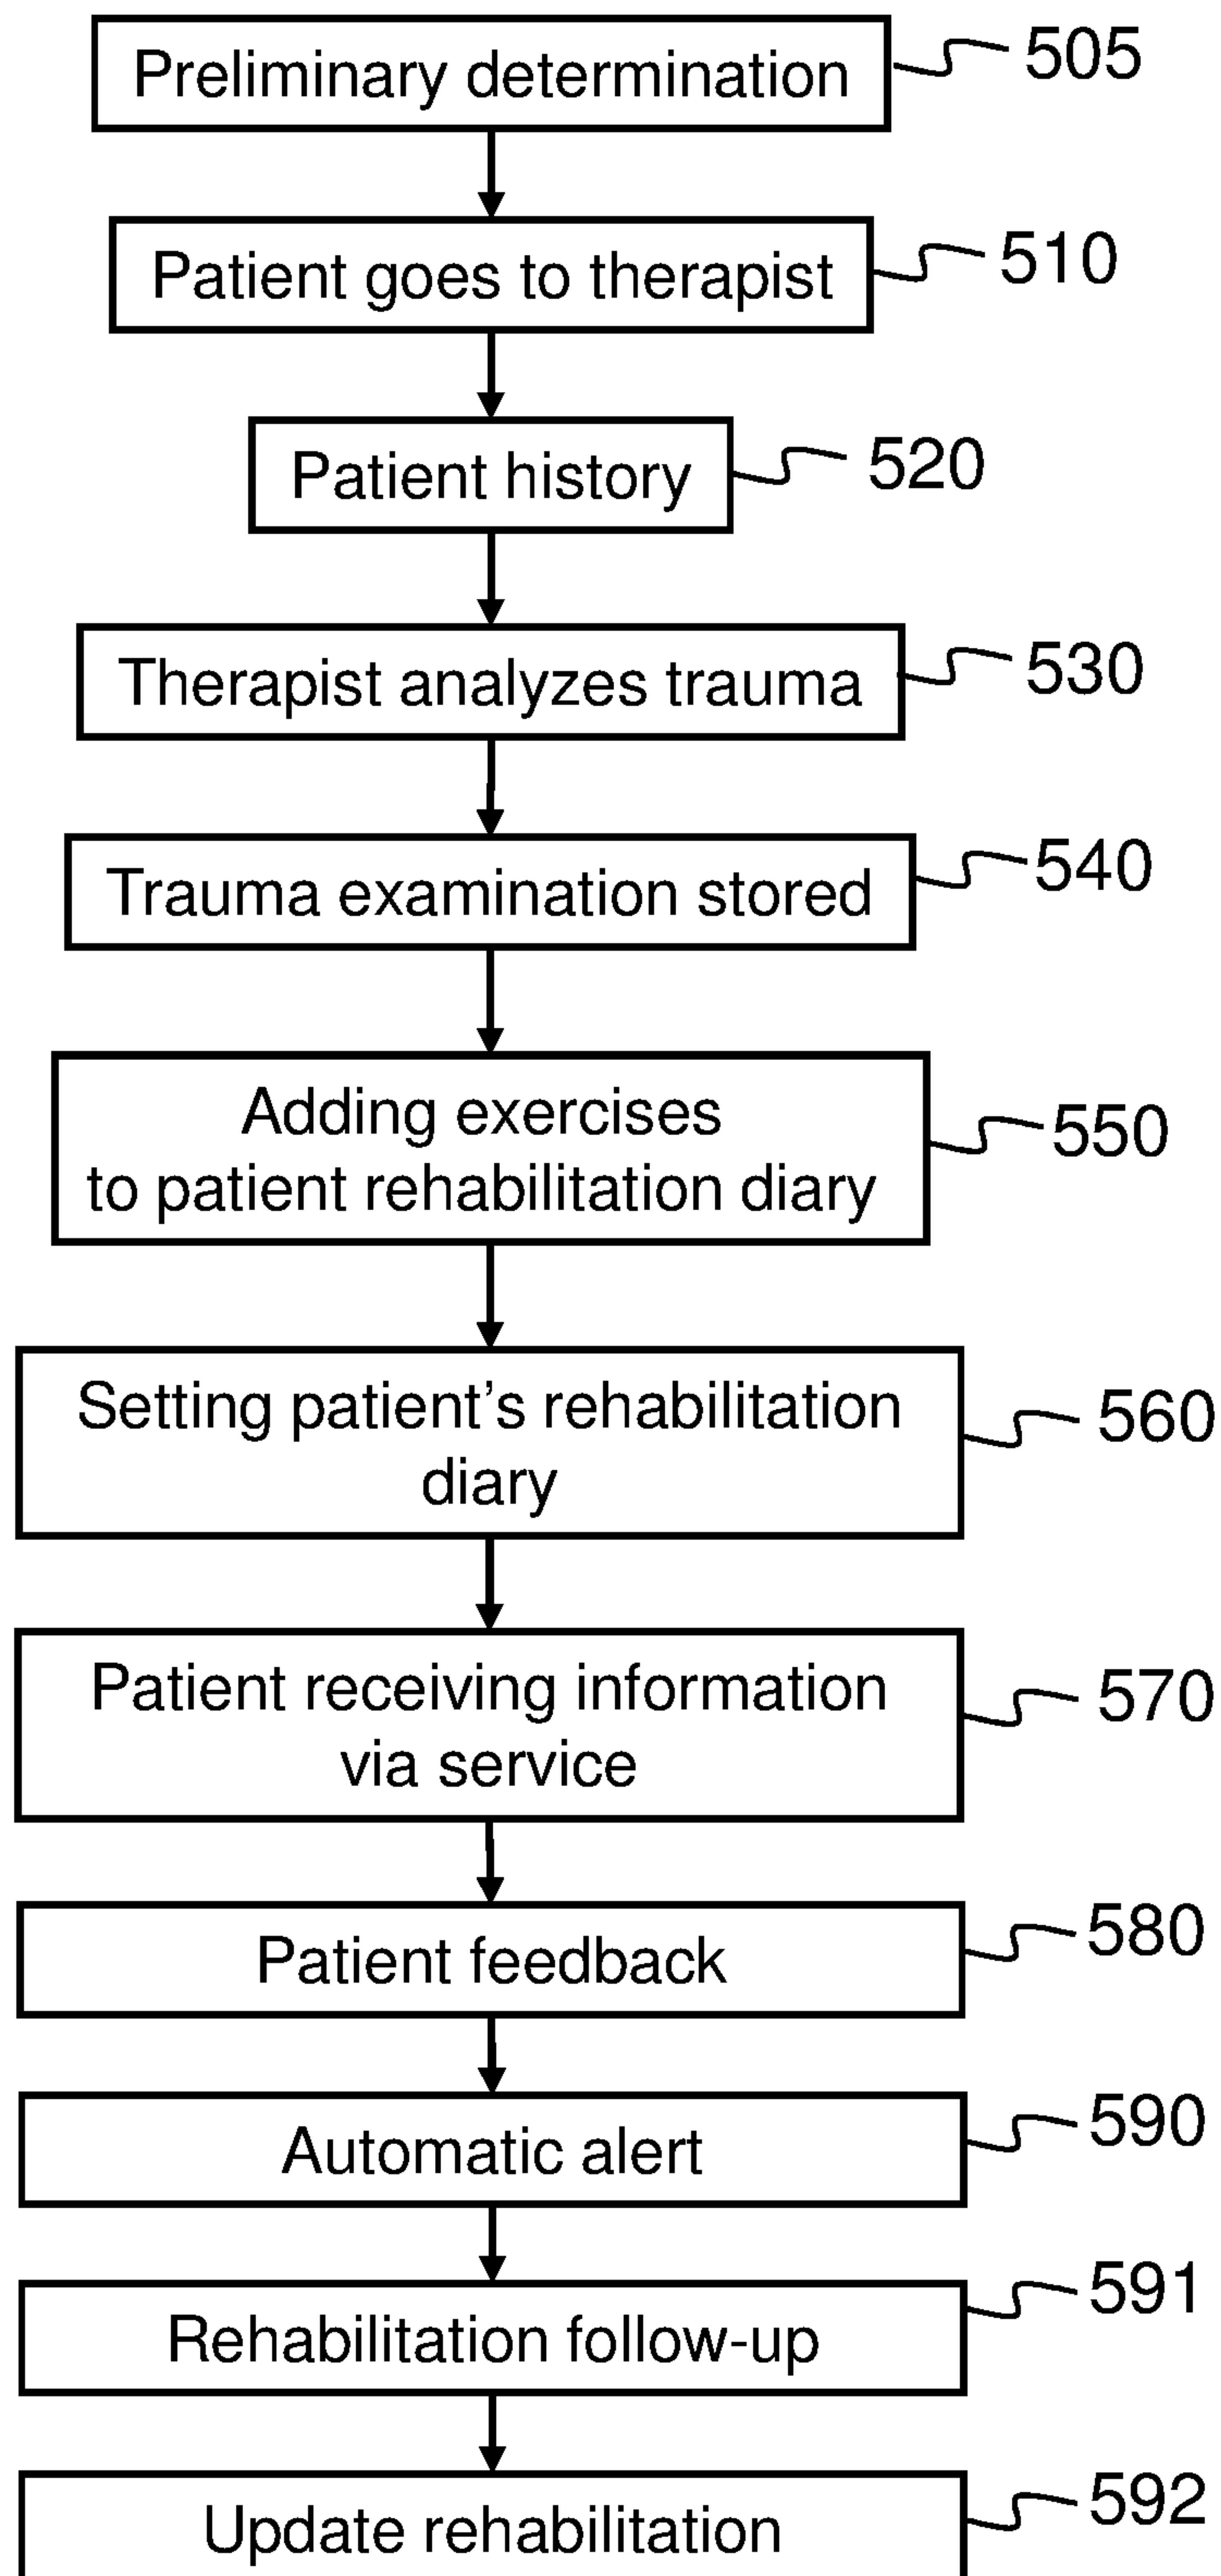 Preliminary determination 505
Patient goes to therapist 510
Patient history 520
Therapist analyzes trauma 530
Trauma examination stored 540
Adding exercises
to patient rehabilitation diary 550
Setting patient's rehabilitation
diary 560
Patient receiving information
via service 570
Patient feedback 580
Automatic alert 590
Rehabilitation follow-up 591
Update rehabilitation 592